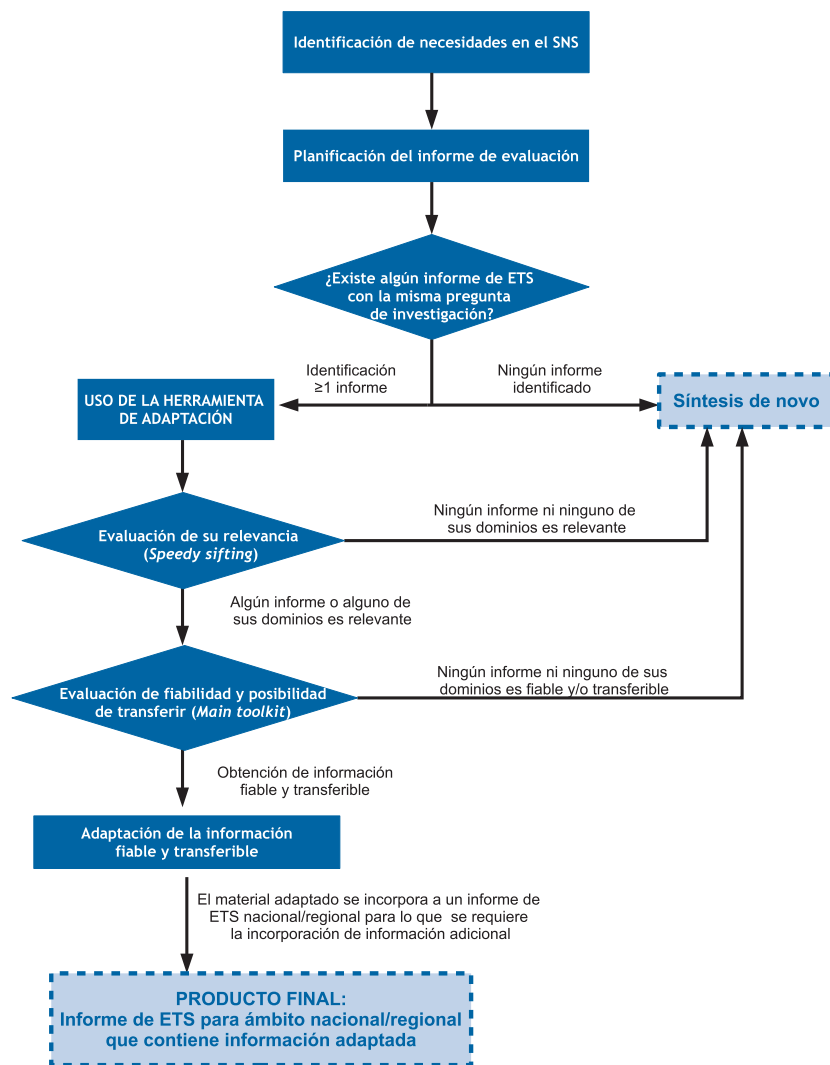 Identificación de necesidades en el SNS
Planificación del informe de evaluación
¿Existe algún informe de ETS
con la misma pregunta
de investigación?
Identificación
≥1 informe
Ningún informe
identificado
USO DE LA HERRAMIENTA
DE ADAPTACIÓN
Síntesis de novo
Evaluación de su relevancia
(Speedy sifting)
Ningún informe ni ninguno de
sus dominios es relevante
Algún informe o alguno de
sus dominios es relevante
Evaluación de fiabilidad y posibilidad
de transferir (Main toolkit)
Ningún informe ni ninguno de sus
dominios es fiable y/o transferible
Obtención de información
fiable y transferible
Adaptación de la información
fiable y transferible
El material adaptado se incorpora a un informe de
ETS nacional/regional para lo que se requiere
la incorporación de información adicional
PRODUCTO FINAL:
Informe de ETS para ámbito nacional/regional
que contiene información adaptada